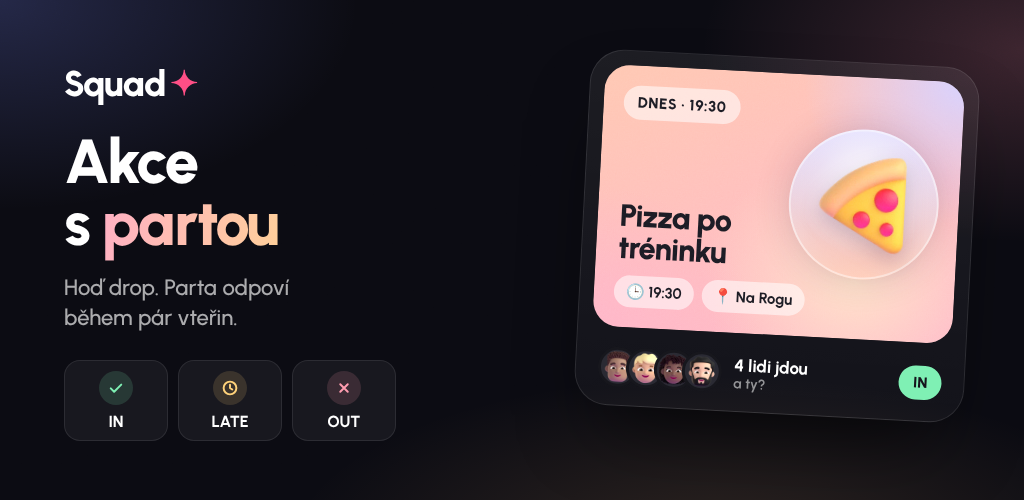 Squad
Akce
s partou
Hoď drop. Parta odpoví
během pár vteřin.
IN
LATE
OUT
DNES · 19:30
Pizza po
tréninku
19:30
Na Rogu
4 lidi jdou
a ty?
IN